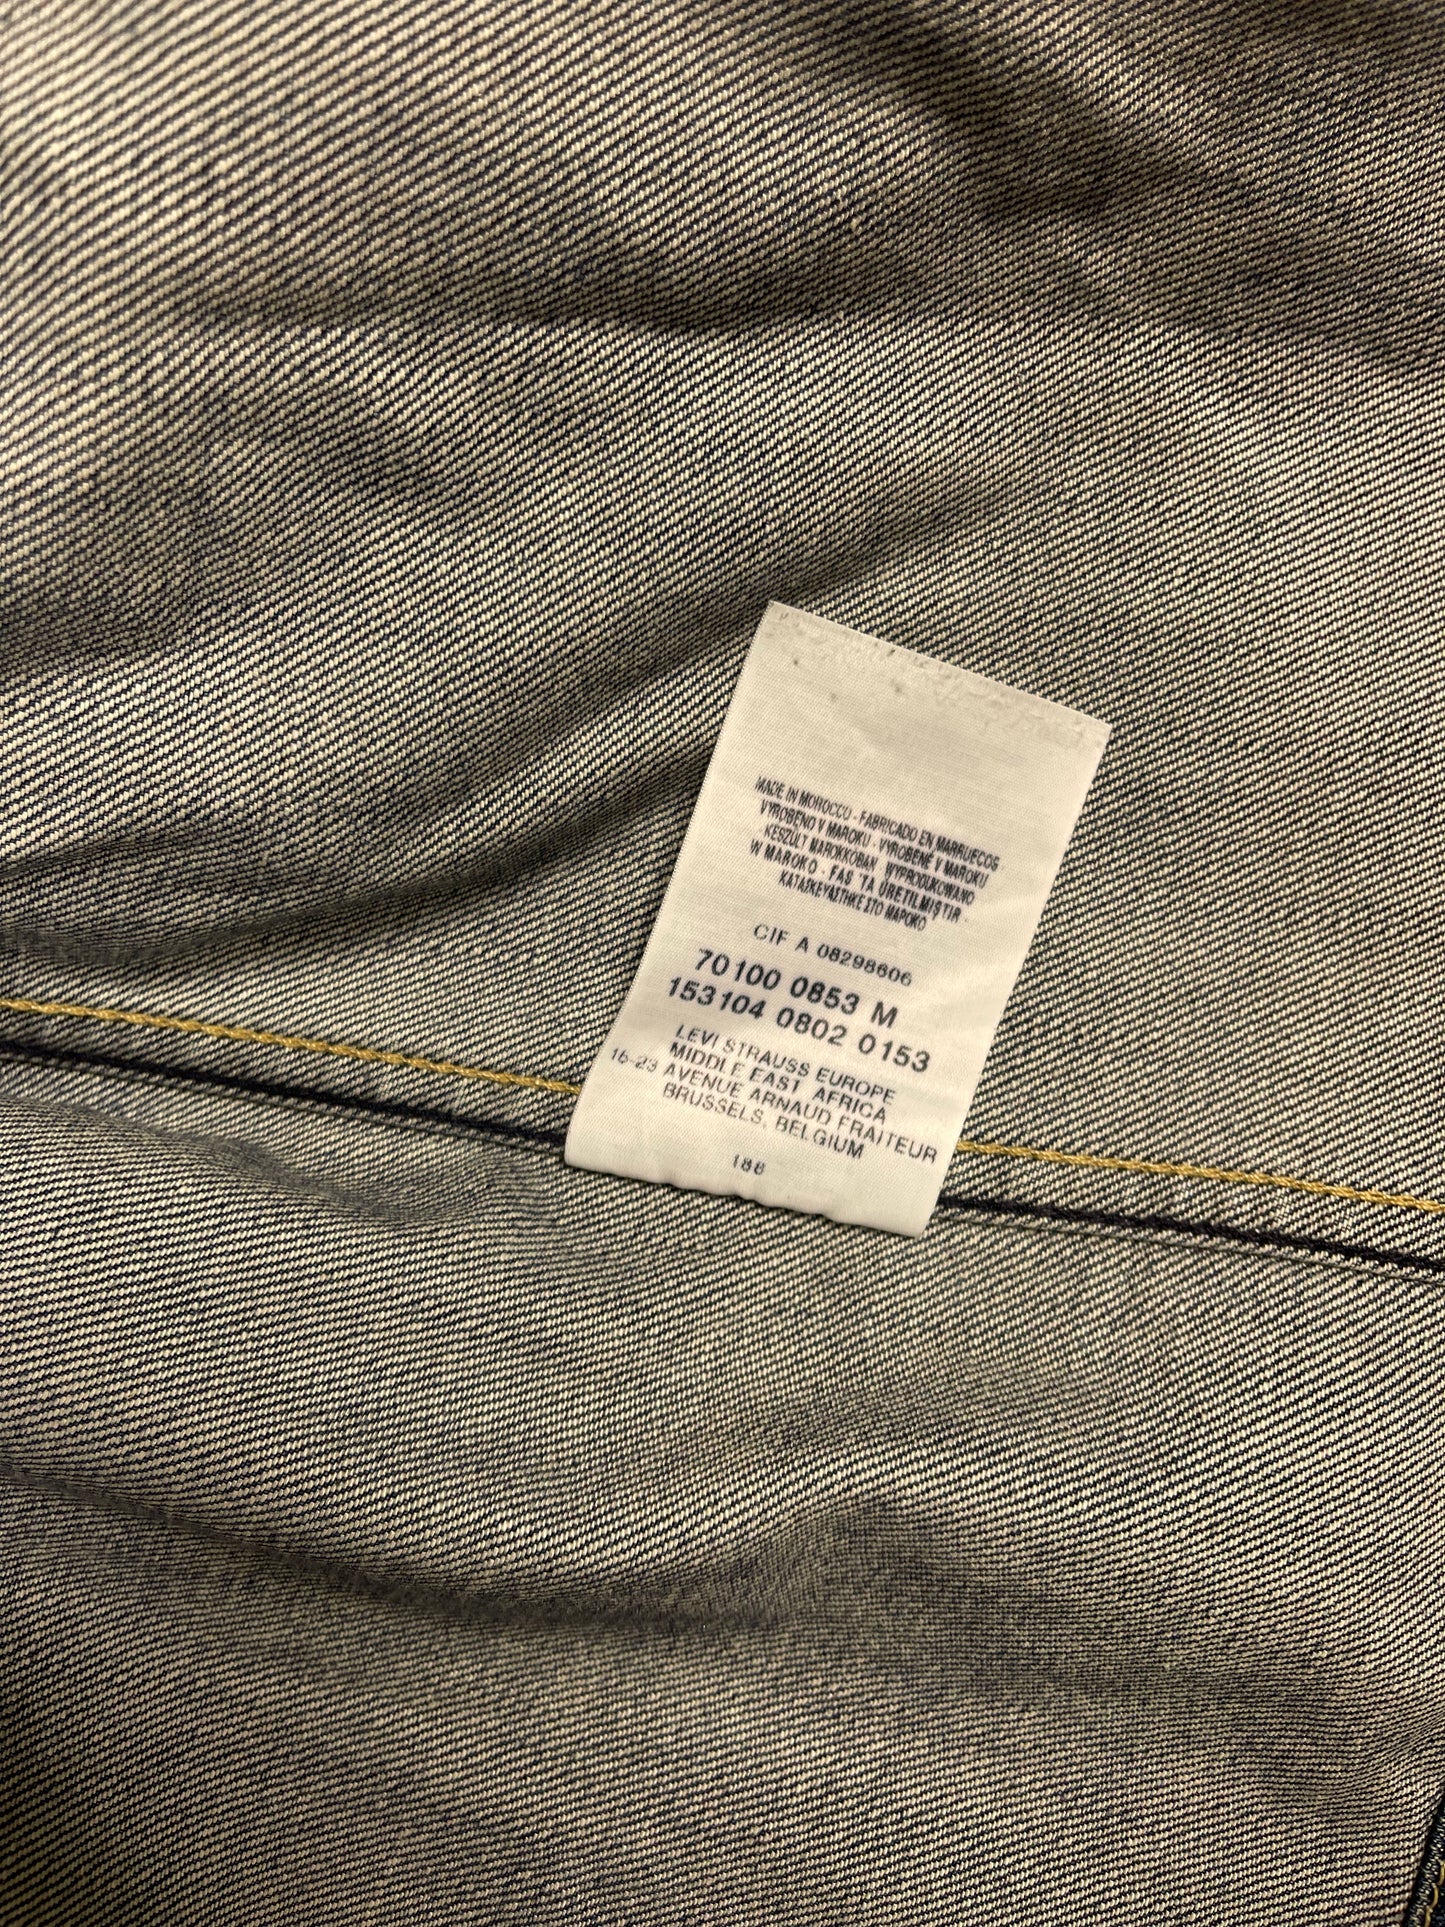 MADE IN MOROCCO - FABRICADO EN MARRUECOS
VYROBENO V MAROKU - VYROBENÉ V MAROKU
KESZÜLT MAROKKÓBAN WYPRODUKOWANO
W MAROKO - FAS 'TA ÜRETILMIŞTIR
ΚΑΤΑΣΚΕΥΑΣΤΗΚΕ ΣΤΟ ΜΑΡΟΚΟ
CIF A 08298606
70100 0853 M
153104 0802 0153
LEVI STRAUSS EUROPE
MIDDLE EAST AFRICA
15-23 AVENUE ARNAUD FRAITEUR
BRUSSELS, BELGIUM